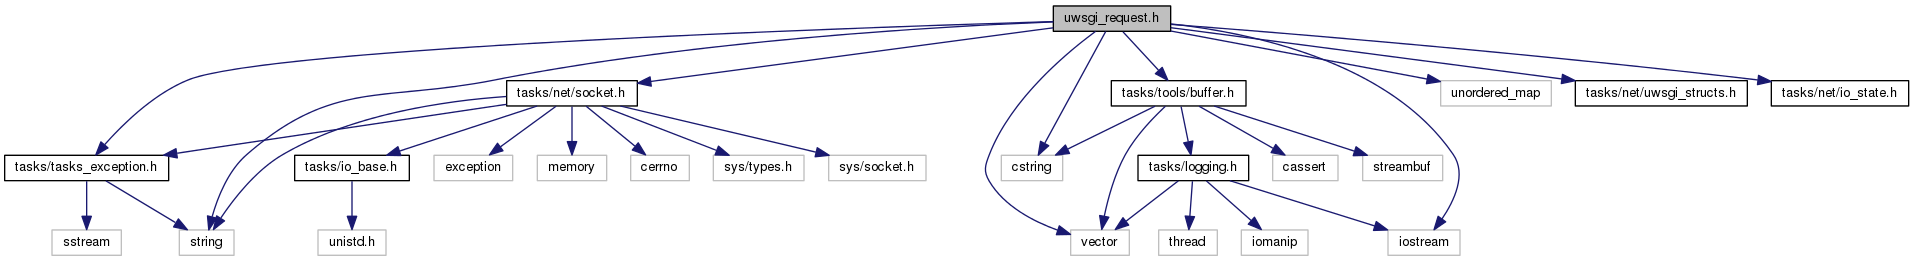 uwsgi_request.h
tasks/net/socket.h
tasks/tools/buffer.h
unordered_map
tasks/net/uwsgi_structs.h
tasks/net/io_state.h
tasks/tasks_exception.h
tasks/io_base.h
exception
memory
cerrno
sys/types.h
sys/socket.h
cstring
tasks/logging.h
cassert
streambuf
sstream
string
unistd.h
vector
thread
iomanip
iostream